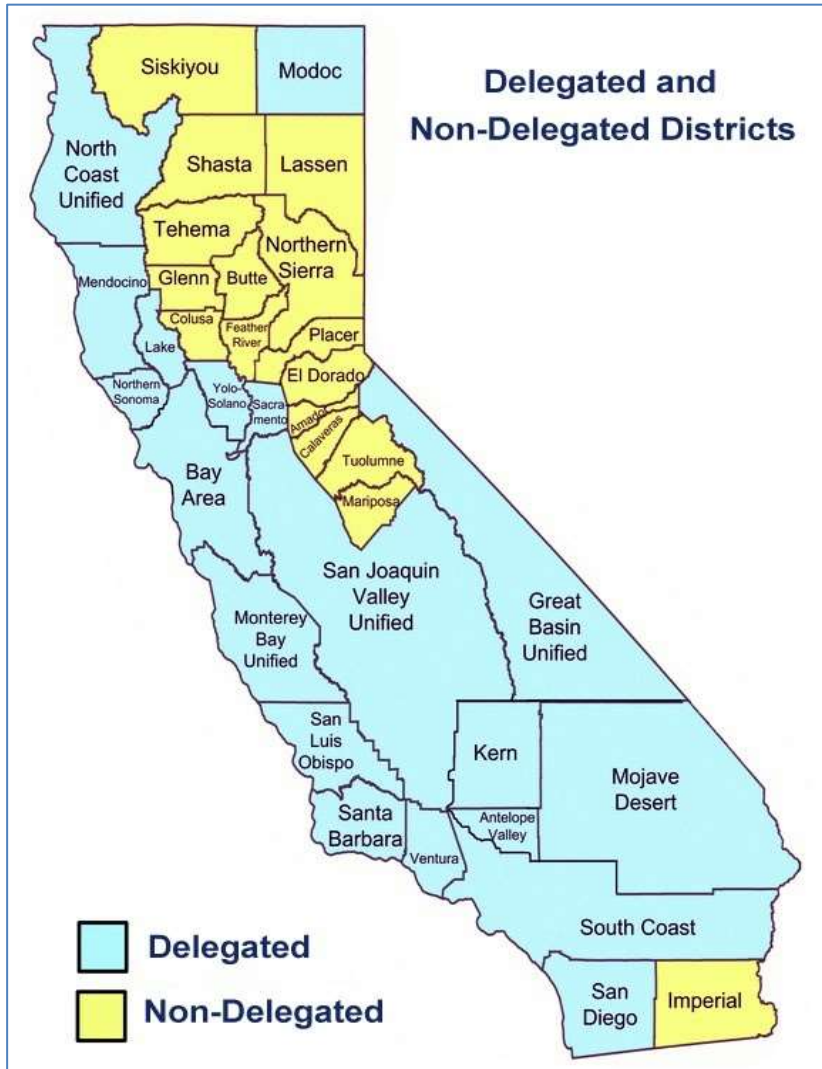 Delegated and
Non-Delegated Districts
Siskiyou
Modoc
North
Coast
Unified
Shasta
Lassen
Tehema
Northern
Sierra
Mendocino
Glenn
Butte
Colusa
Feather
River
Placer
Lake
El Dorado
Northern
Sonoma
Yolo-
Solano
Sacra-
mento
Amador
Calaveras
Tuolumne
Bay
Area
Mariposa
San Joaquin
Valley
Unified
Great
Basin
Unified
Monterey
Bay
Unified
San
Luis
Obispo
Kern
Mojave
Desert
Santa
Barbara
Ventura
Antelope
Valley
South Coast
San
Diego
Imperial
Delegated
Non-Delegated